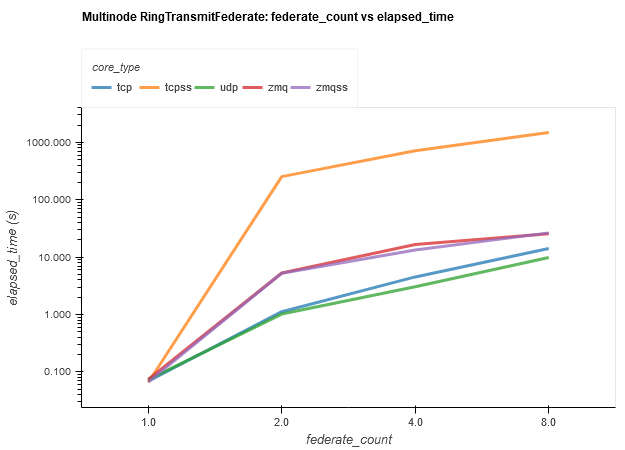 Multinode RingTransmitFederate: federate_count vs elapsed_time
core_type
tcp tcpss udp zmq zmqss
1000.000
100.000
10.000
1.000
0.100
elapsed_time (s)
1.0 2.0 4.0 8.0
federate_count